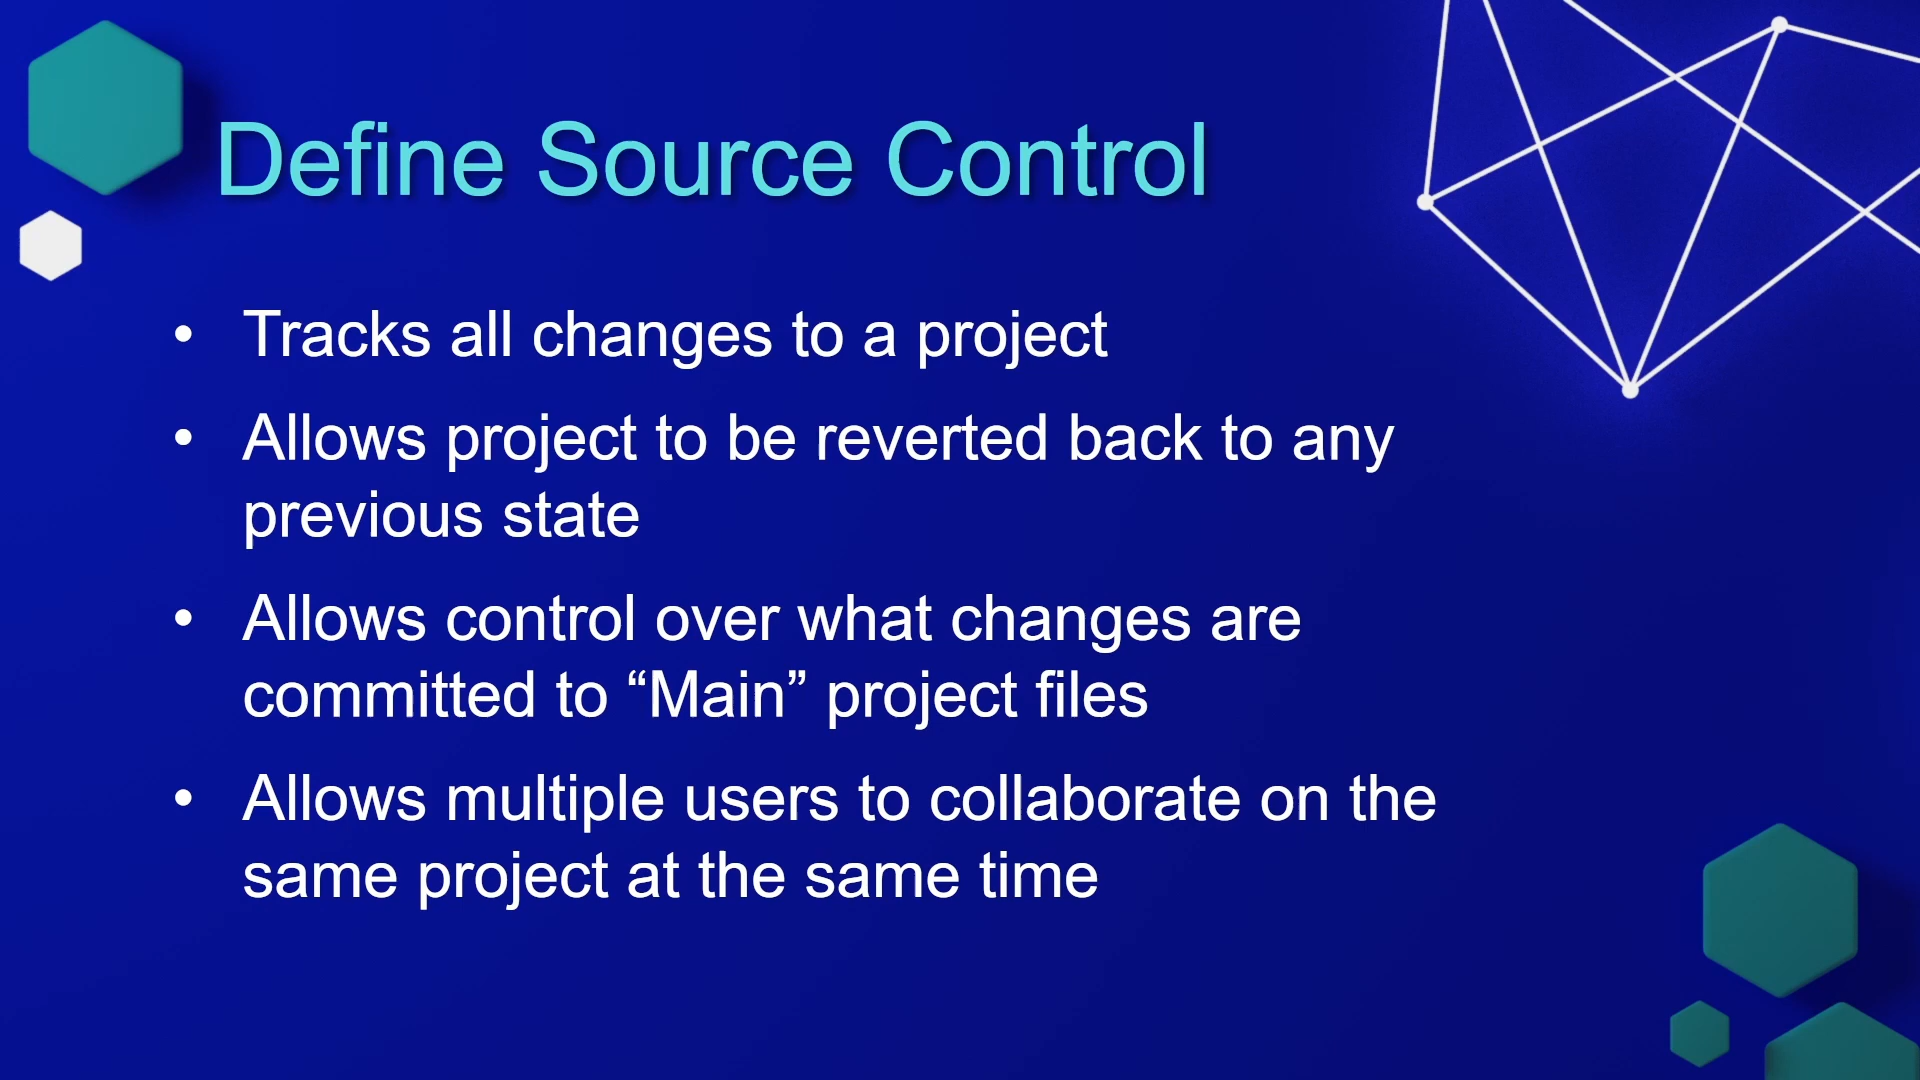 Define Source Control
• Tracks all changes to a project
• Allows project to be reverted back to any
previous state
• Allows control over what changes are
committed to “Main” project files
• Allows multiple users to collaborate on the
same project at the same time